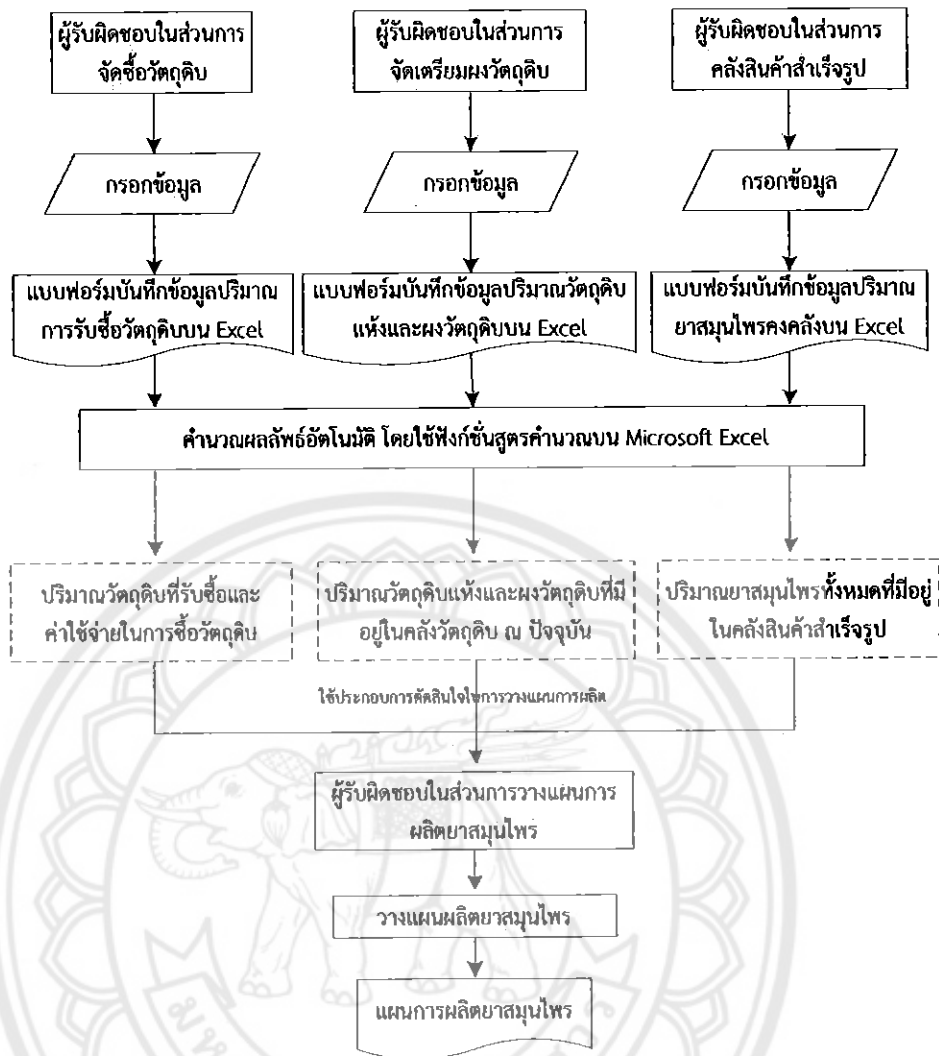 ผู้รับผิดชอบในส่วนการ
จัดซื้อวัตถุดิบ
ผู้รับผิดชอบในส่วนการ
จัดเตรียมผงวัตถุดิบ
ผู้รับผิดชอบในส่วนการ
คลังสินค้าสำเร็จรูป
กรอกข้อมูล
กรอกข้อมูล
กรอกข้อมูล
แบบฟอร์มบันทึกข้อมูลปริมาณ
การรับซื้อวัตถุดิบบน Excel
แบบฟอร์มบันทึกข้อมูลปริมาณวัตถุดิบ
แห้งและผงวัตถุดิบบน Excel
แบบฟอร์มบันทึกข้อมูลปริมาณ
ยาสมุนไพรคงคลังบน Excel
คำนวณผลลัพธ์อัตโนมัติ โดยใช้ฟังก์ชั่นสูตรคำนวณบน Microsoft Excel
ปริมาณวัตถุดิบที่รับซื้อและ
ค่าใช้จ่ายในการซื้อวัตถุดิบ
ปริมาณวัตถุดิบแห้งและผงวัตถุดิบที่มี
อยู่ในคลังวัตถุดิบ ณ ปัจจุบัน
ปริมาณยาสมุนไพรทั้งหมดที่มีอยู่
ในคลังสินค้าสำเร็จรูป
ใช้ประกอบการตัดสินใจในการวางแผนการผลิต
ผู้รับผิดชอบในส่วนการวางแผนการ
ผลิตยาสมุนไพร
วางแผนผลิตยาสมุนไพร
แผนการผลิตยาสมุนไพร